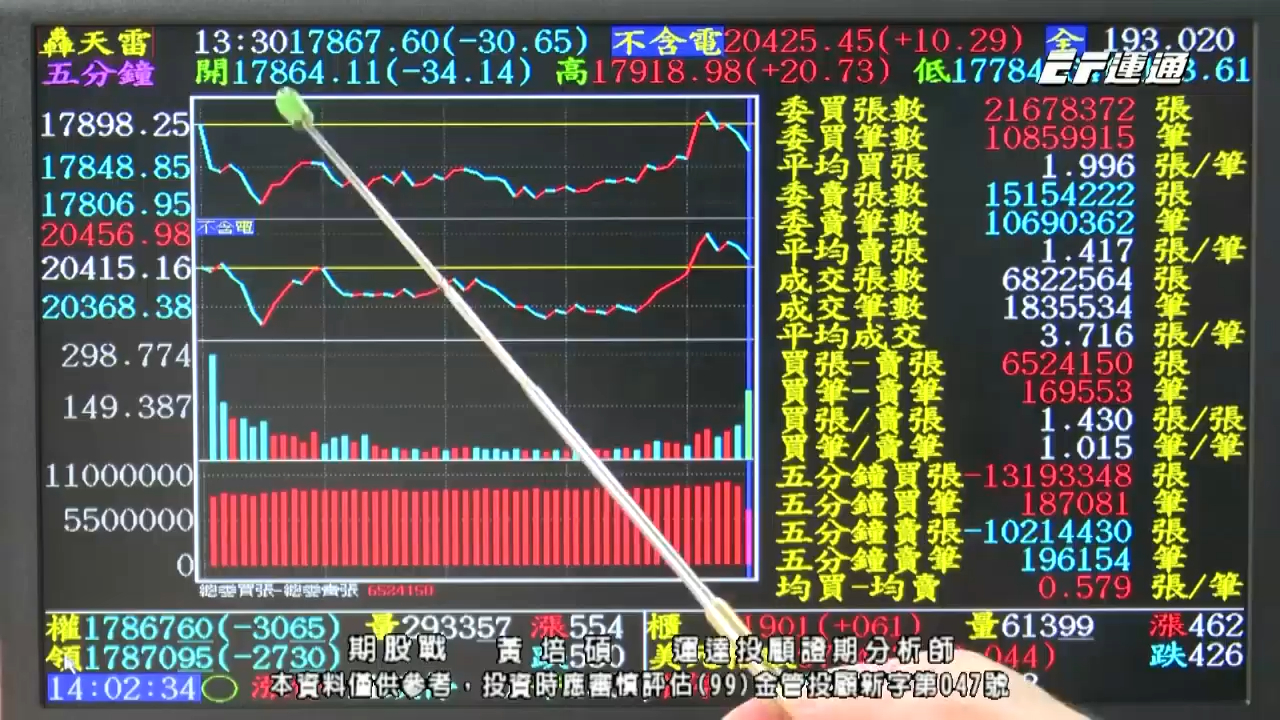 轟天雷 13:30 17867.60(-30.65) 不含電 20425.45(+10.29) 全 193.020
五分鐘 開17864.11(-34.14) 高17918.98(+20.73) 低17784
EF運通
17898.25
17848.85
17806.95
20456.98
不含電
20415.16
20368.38
298.774
149.387
11000000
5500000
0
委買張數 21678372 張
委買筆數 10859915 筆
平均買張 1.996 張/筆
委賣張數 15154222 張
委賣筆數 10690362 筆
平均賣張 1.417 張/筆
成交張數 6822564 張
成交筆數 1835534 筆
平均成交 3.716 張/筆
買張-賣張 6524150 張
買筆-賣筆 169553 筆
買張/賣張 1.430 張/張
買筆/賣筆 1.015 筆/筆
五分鐘買張 -13193348 張
五分鐘買筆 187081 筆
五分鐘賣張 -10214430 張
五分鐘賣筆 196154 筆
均買-均賣 0.579 張/筆
總委買張-總委賣張 6524150
權1786760(-3065) 量293357 漲554 櫃 1901(+061) 量61399 漲462
領1787095(-2730) 跌 跌426
期股戰 黃培碩 運達投顧證期分析師
14:02:34
本資料僅供參考，投資時應審慎評估(99)金管投顧新字第047號